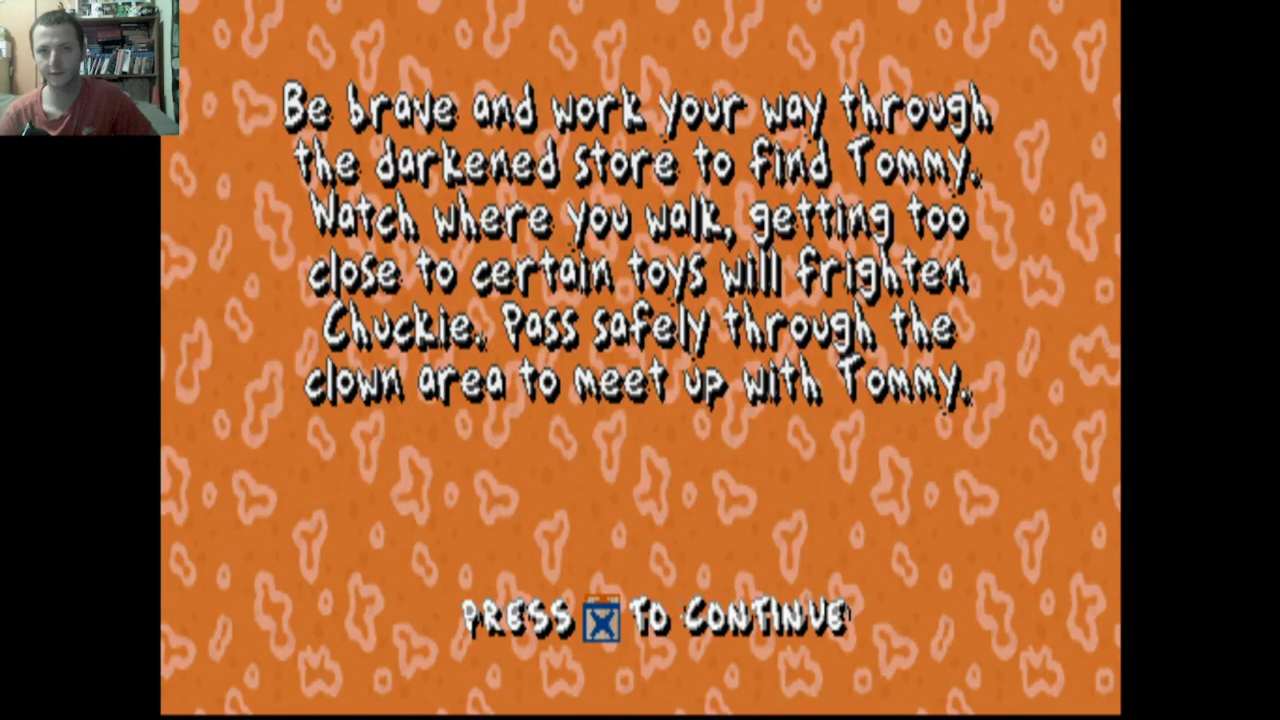 Be brave and work your way through
the darkened store to find Tommy.
Watch where you walk, getting too
close to certain toys will frighten
Chuckie. Pass safely through the
clown area to meet up with Tommy.
PRESS X TO CONTINUE